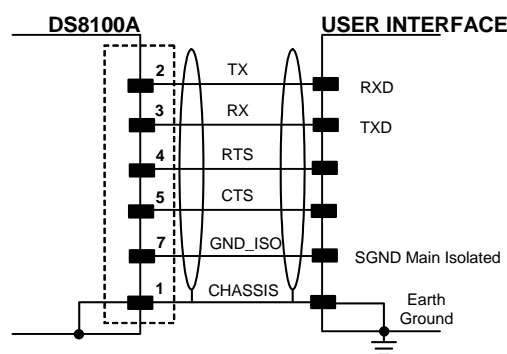 DS8100A USER INTERFACE
2 TX RXD
3 RX TXD
4 RTS
5 CTS
7 GND_ISO SGND Main Isolated
1 CHASSIS Earth
Ground